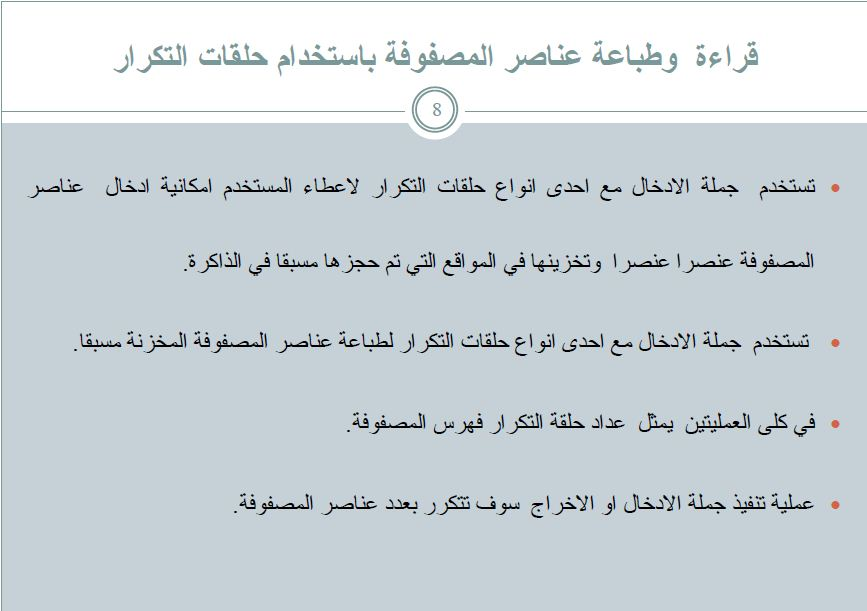 قراءة وطباعة عناصر المصفوفة باستخدام حلقات التكرار
8
تستخدم جملة الادخال مع احدى انواع حلقات التكرار لاعطاء المستخدم امكانية ادخال عناصر
المصفوفة عنصرا عنصرا وتخزينها في المواقع التي تم حجزها مسبقا في الذاكرة.
تستخدم جملة الادخال مع احدى انواع حلقات التكرار لطباعة عناصر المصفوفة المخزنة مسبقا.
في كلى العمليتين يمثل عداد حلقة التكرار فهرس المصفوفة.
عملية تنفيذ جملة الادخال او الاخراج سوف تتكرر بعدد عناصر المصفوفة.